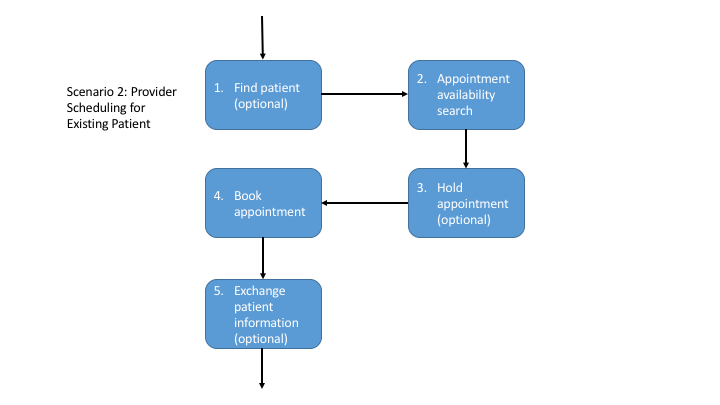 Scenario 2: Provider
Scheduling for
Existing Patient
1. Find patient
(optional)
2. Appointment
availability
search
3. Hold
appointment
(optional)
4. Book
appointment
5. Exchange
patient
information
(optional)